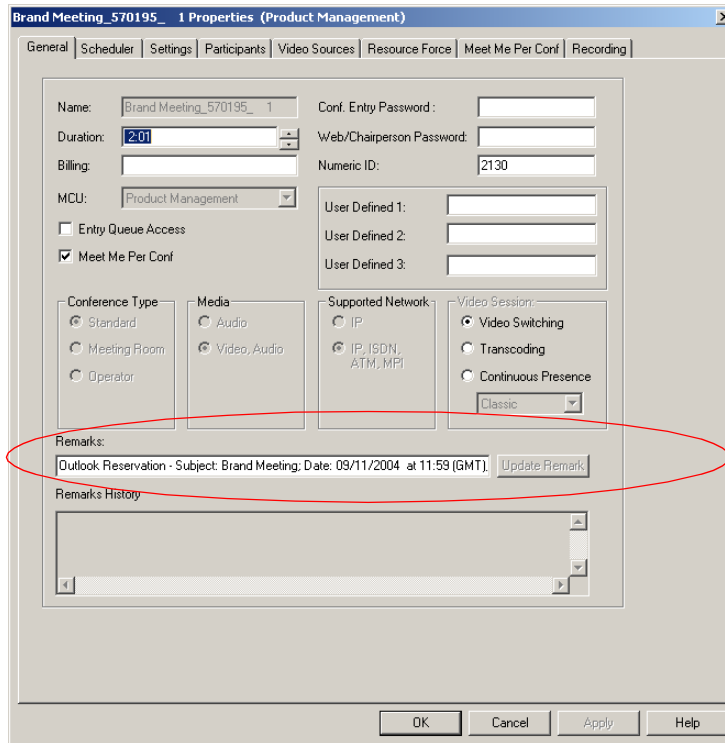 Brand Meeting_570195_ 1 Properties (Product Management)
General Scheduler Settings Participants Video Sources Resource Force Meet Me Per Conf Recording
Name: Brand Meeting_570195_ 1 Conf. Entry Password :
Duration: 2:01 Web/Chairperson Password:
Billing: Numeric ID: 2130
MCU: Product Management User Defined 1:
Entry Queue Access User Defined 2:
Meet Me Per Conf User Defined 3:
Conference Type Media Supported Network Video Session:
Standard Audio IP Video Switching
Meeting Room Video, Audio IP, ISDN, Transcoding
ATM, MPI
Operator Continuous Presence
Classic
Remarks:
Outlook Reservation - Subject: Brand Meeting; Date: 09/11/2004 at 11:59 (GMT), Update Remark
Remarks History
OK Cancel Apply Help